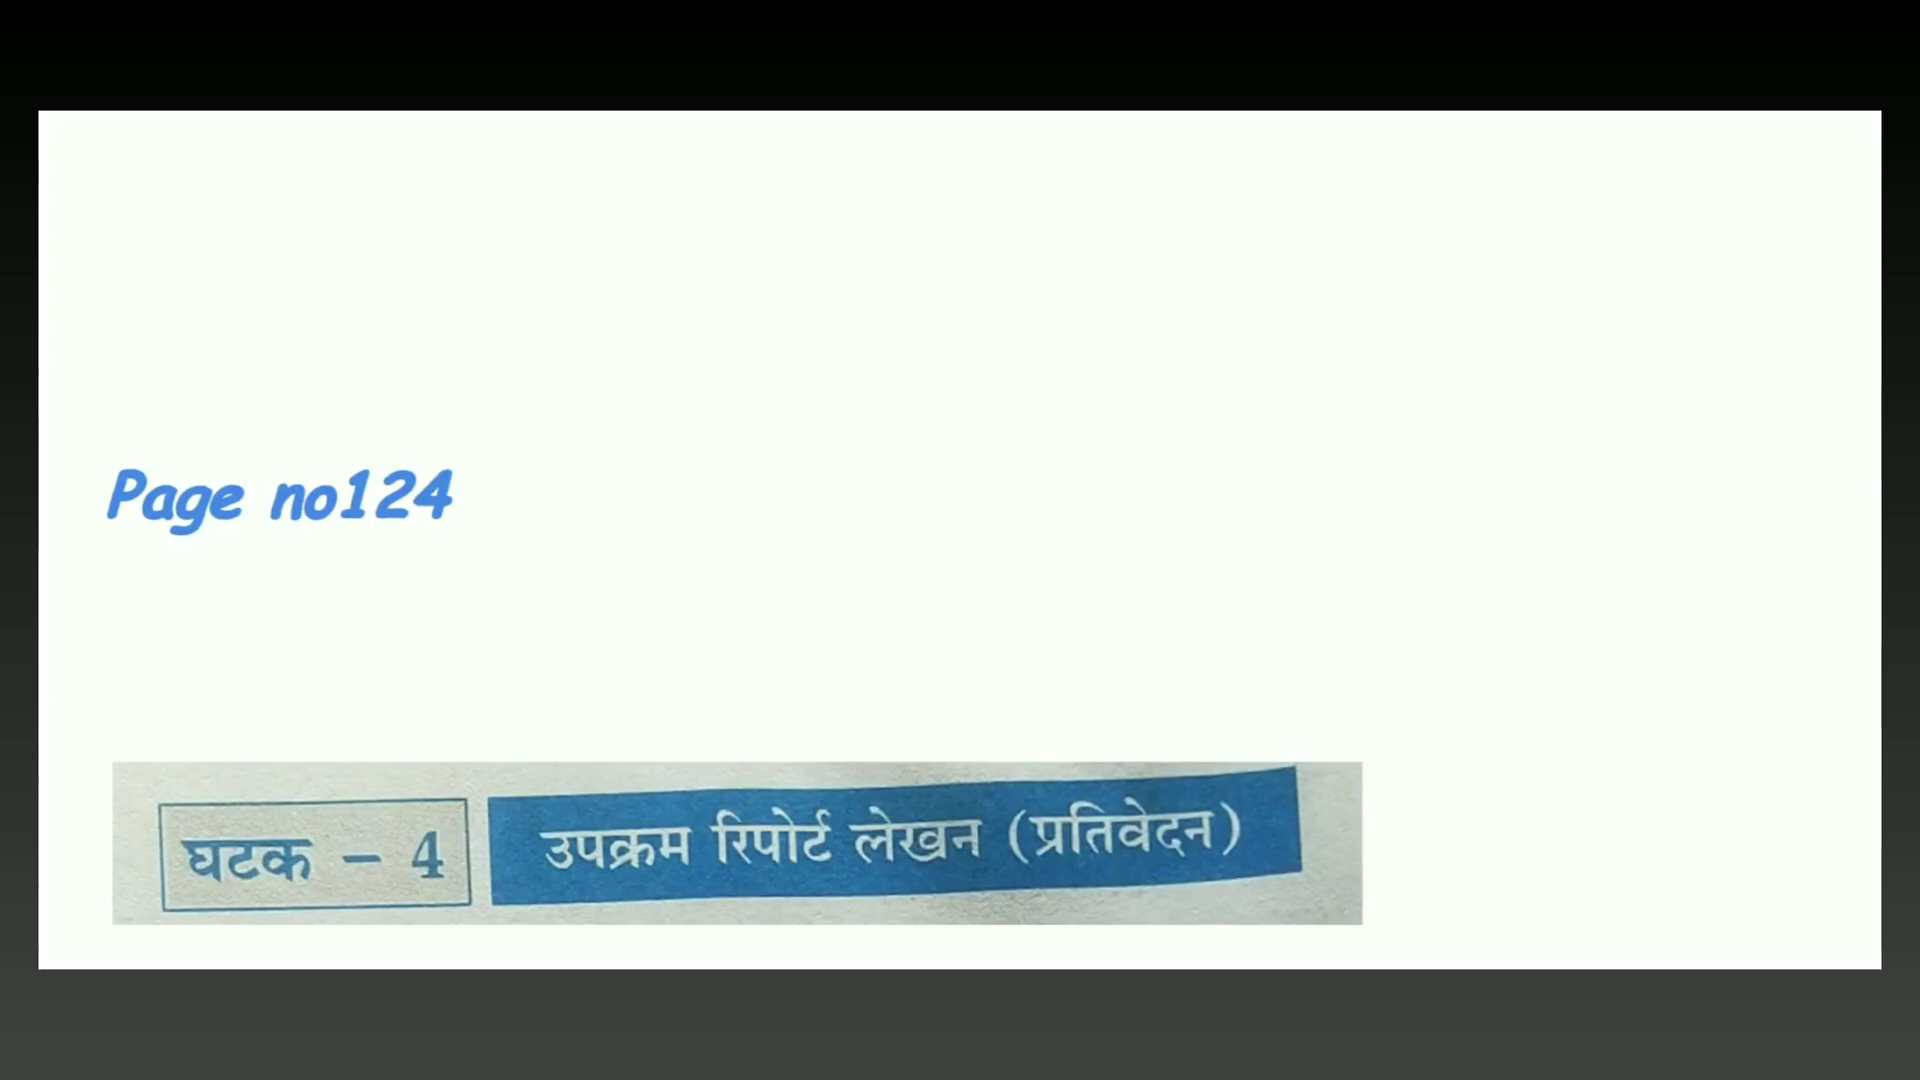 Page no124
घटक – 4 उपक्रम रिपोर्ट लेखन (प्रतिवेदन)